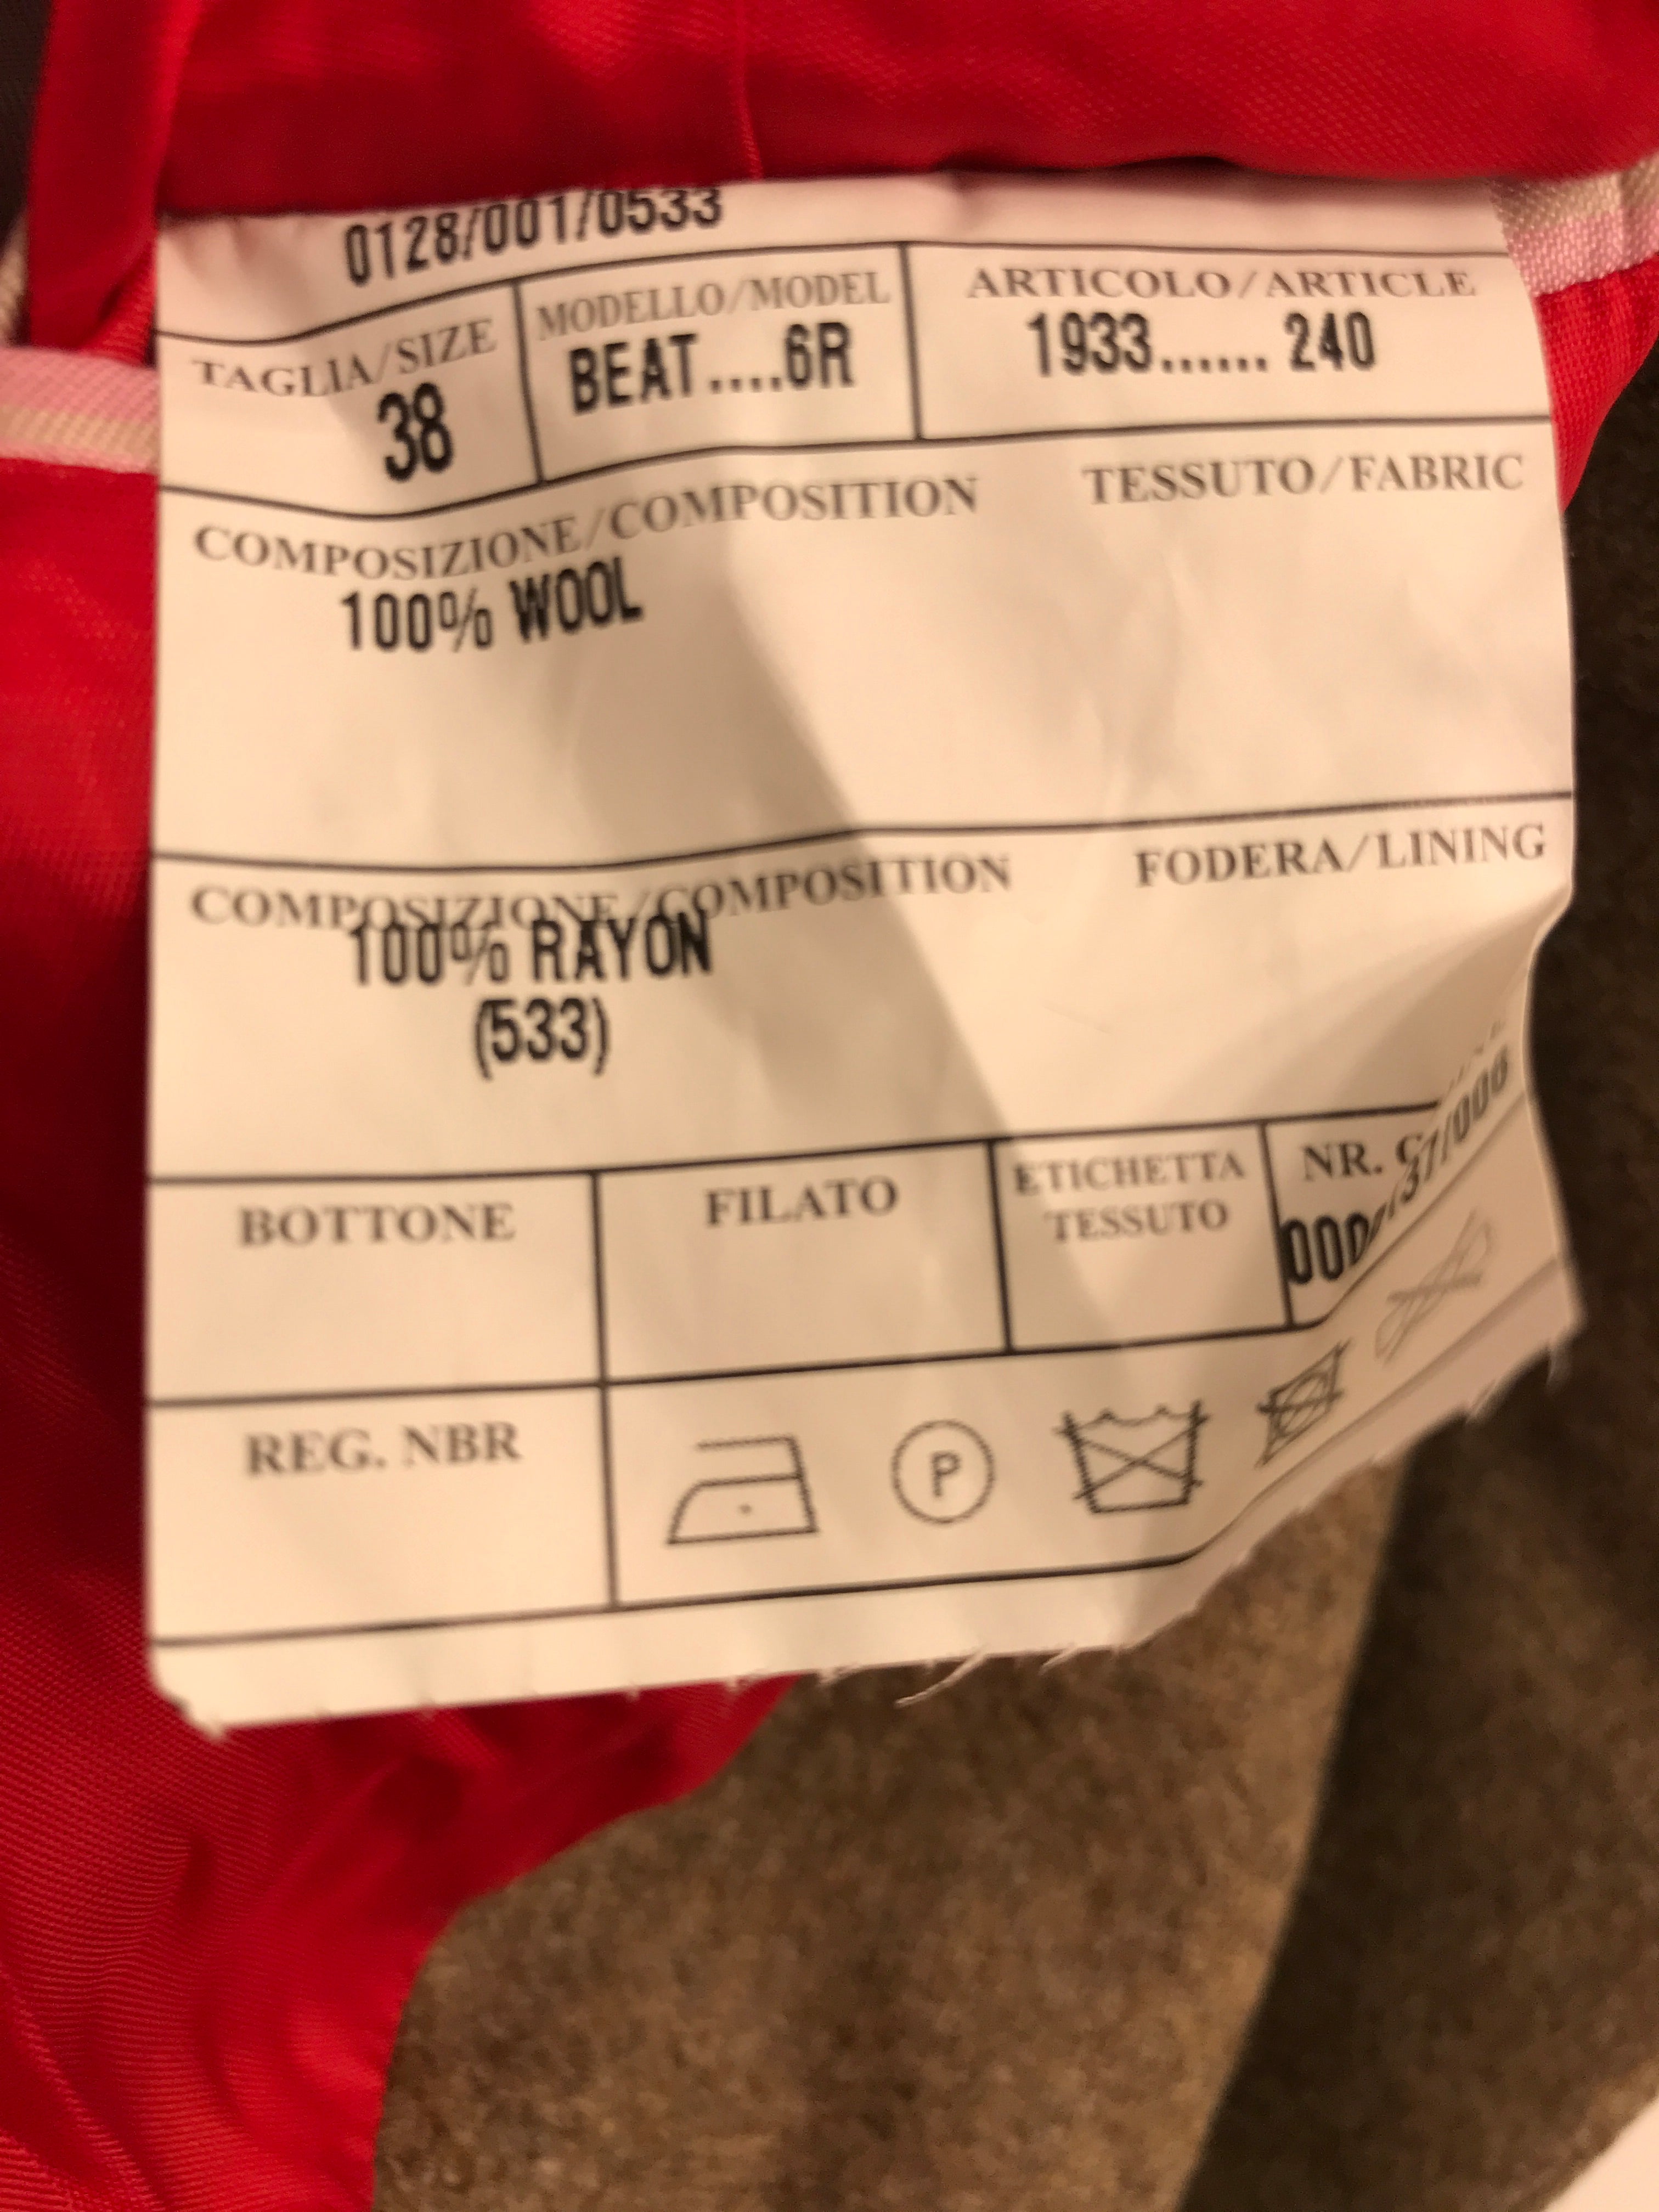 0128/001/0533
TAGLIA/SIZE
38
MODELLO/MODEL
BEAT....6R
ARTICOLO/ARTICLE
1933...... 240
COMPOSIZIONE/COMPOSITION TESSUTO/FABRIC
100% WOOL
COMPOSIZIONE/COMPOSITION FODERA/LINING
100% RAYON
(533)
BOTTONE
FILATO
ETICHETTA
TESSUTO
NR.
REG. NBR
P